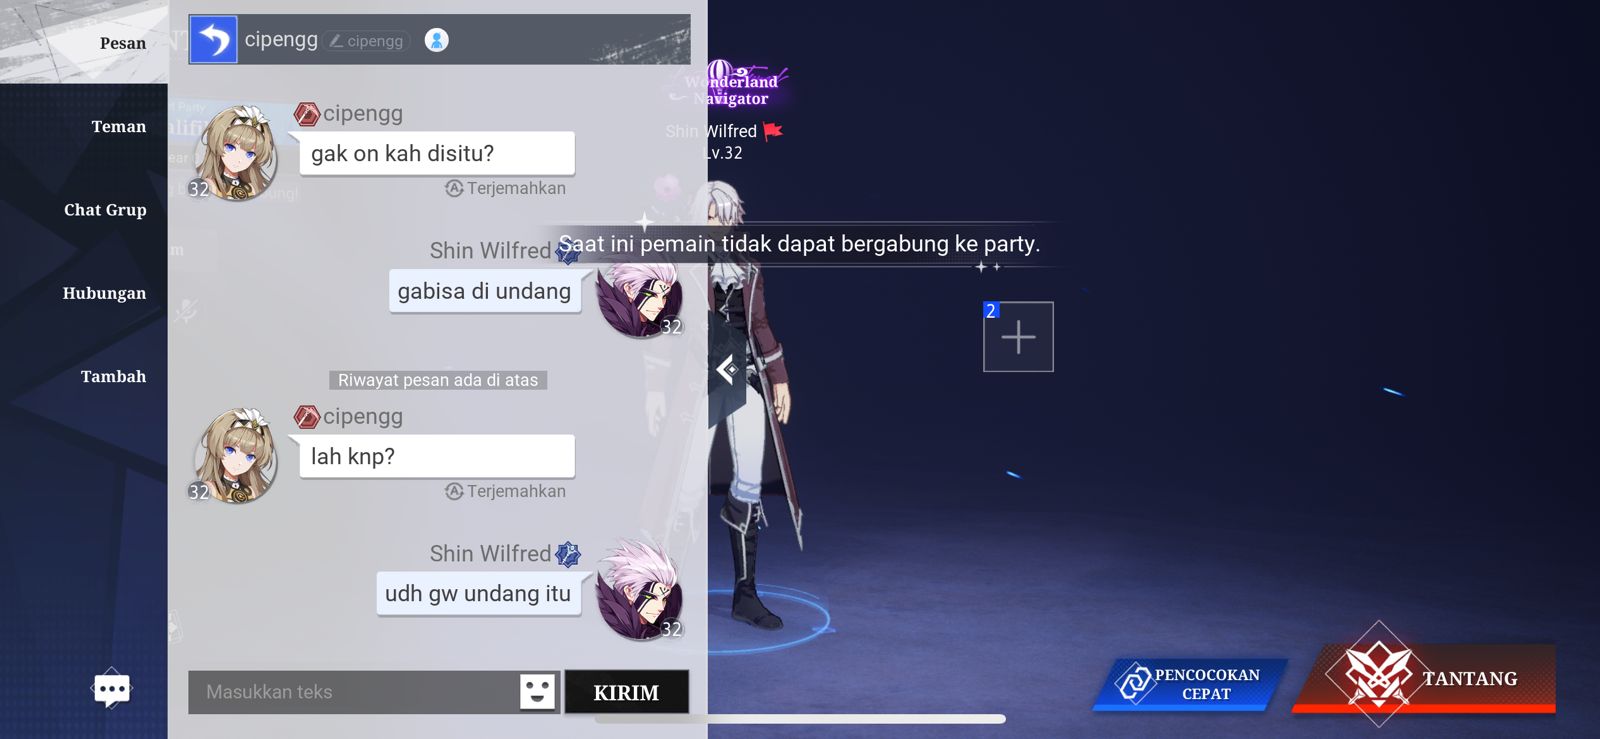 Pesan
Teman
Chat Grup
Hubungan
Tambah
cipengg
cipengg
cipengg
gak on kah disitu?
32
Terjemahkan
Shin Wilfred
gabisa di undang
32
Riwayat pesan ada di atas
cipengg
lah knp?
32
Terjemahkan
Shin Wilfred
udh gw undang itu
32
Masukkan teks
KIRIM
Wonderland
Navigator
Shin Wilfred
Lv.32
Saat ini pemain tidak dapat bergabung ke party.
2
PENCOCOKAN
CEPAT
TANTANG